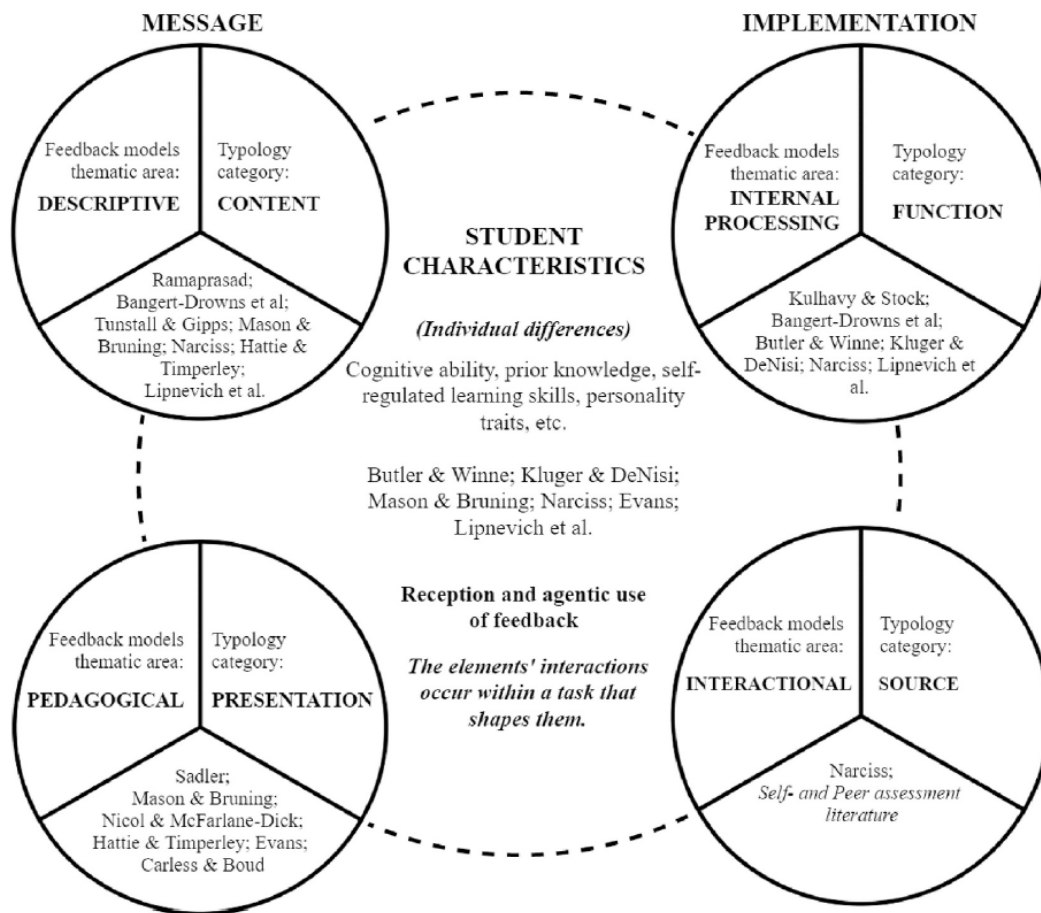 MESSAGE
Feedback models
thematic area:
DESCRIPTIVE
Typology
category:
CONTENT
Ramaprasad;
Bangert-Drowns et al;
Tunstall & Gipps; Mason &
Bruning; Narciss; Hattie &
Timperley;
Lipnevich et al.
IMPLEMENTATION
Feedback models
thematic area:
INTERNAL
PROCESSING
Typology
category:
FUNCTION
Kulhavy & Stock;
Bangert-Drowns et al;
Butler & Winne; Kluger &
DeNisi; Narciss; Lipnevich et
al.
STUDENT
CHARACTERISTICS
(Individual differences)
Cognitive ability, prior knowledge, self-
regulated learning skills, personality
traits, etc.
Butler & Winne; Kluger & DeNisi;
Mason & Bruning; Narciss; Evans;
Lipnevich et al.
Reception and agentic use
of feedback
The elements' interactions
occur within a task that
shapes them.
Feedback models
thematic area:
PEDAGOGICAL
Typology
category:
PRESENTATION
Sadler;
Mason & Bruning;
Nicol & McFarlane-Dick;
Hattie & Timperley; Evans;
Carless & Boud
Feedback models
thematic area:
INTERACTIONAL
Typology
category:
SOURCE
Narciss;
Self- and Peer assessment
literature